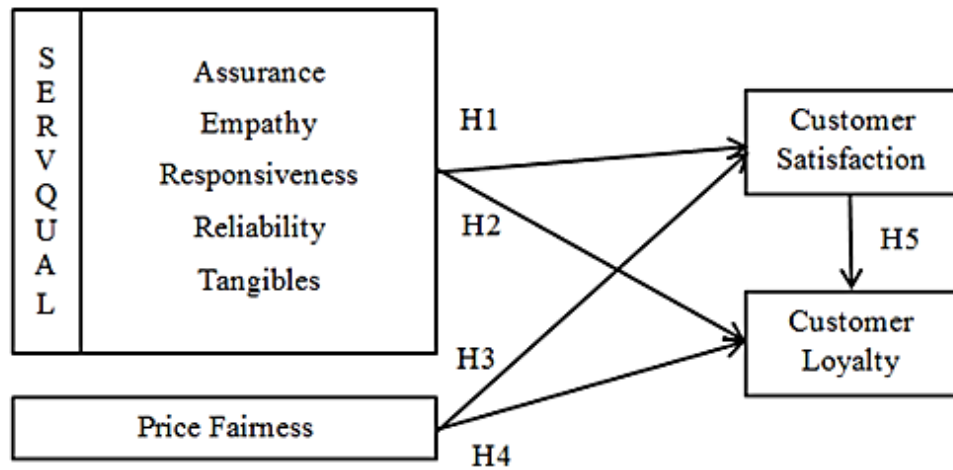 S
E
R
V
Q
U
A
L
Assurance
Empathy
Responsiveness
Reliability
Tangibles
Price Fairness
H1
H2
H3
H4
Customer
Satisfaction
H5
Customer
Loyalty